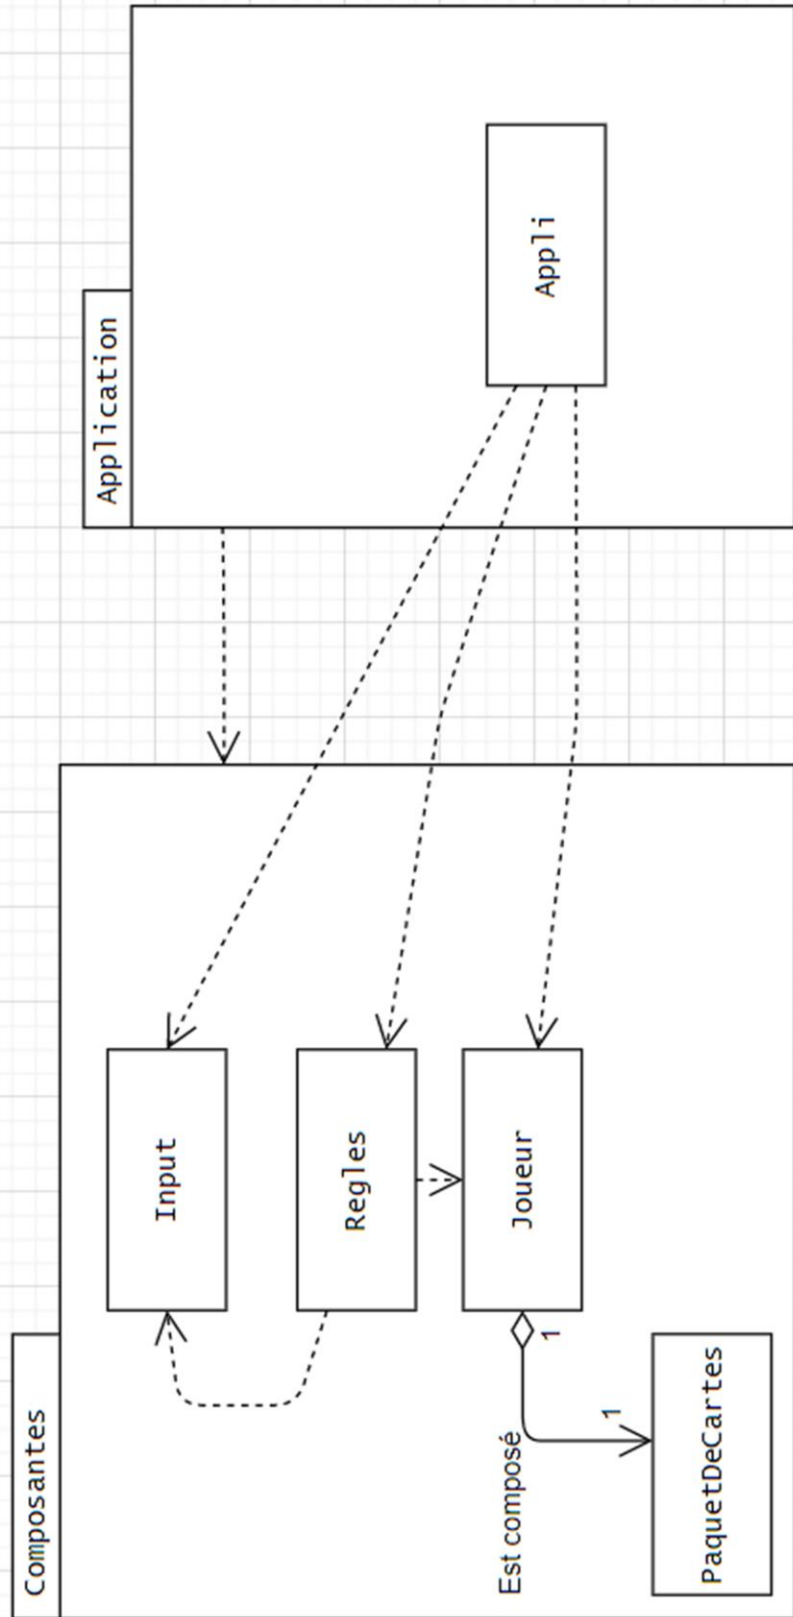 Composantes
Application
Input
Regles
Appli
Joueur
1
Est composé
1
PaquetDeCartes